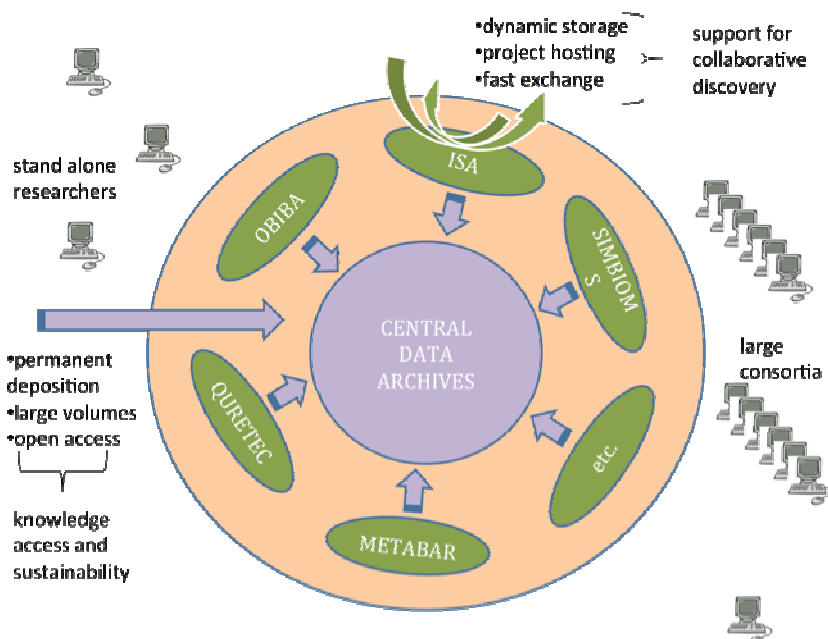 •dynamic storage
•project hosting
•fast exchange
support for
collaborative
discovery
stand alone
researchers
ISA
OBIBA
SIMBIOM
S
CENTRAL
DATA
ARCHIVES
large
consortia
•permanent
deposition
•large volumes
•open access
QURETEC
etc.
knowledge
access and
sustainability
METABAR